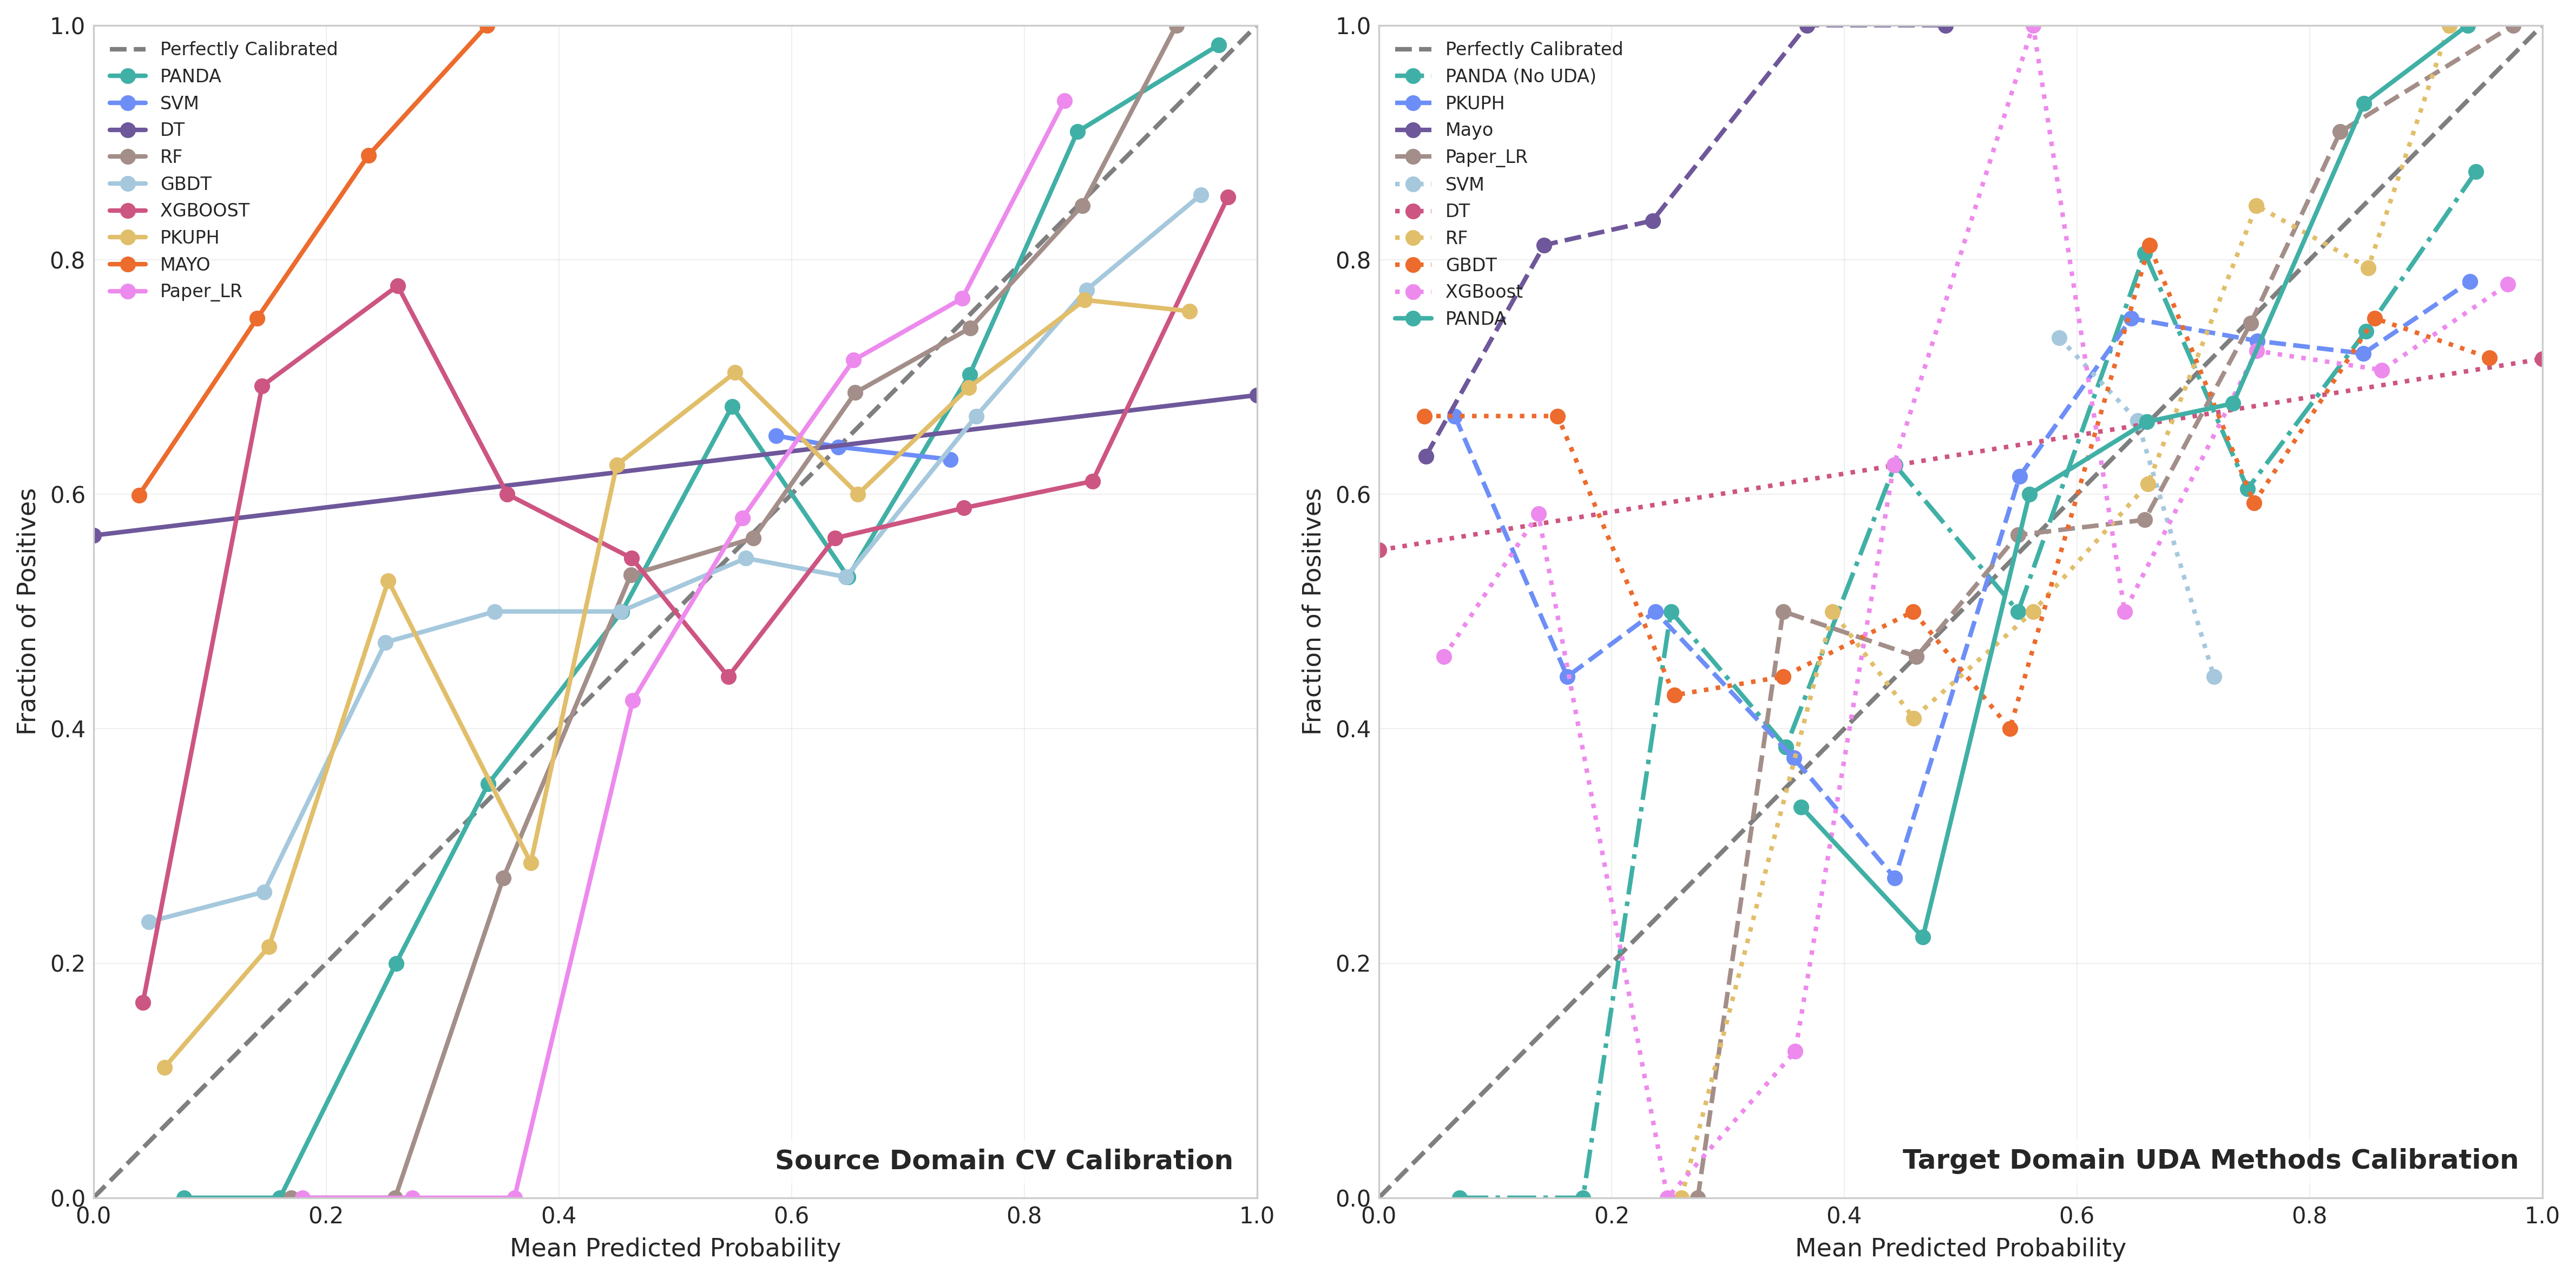 1.0
0.8
0.6
0.4
0.2
0.0
Fraction of Positives
Perfectly Calibrated
PANDA
SVM
DT
RF
GBDT
XGBOOST
PKUPH
MAYO
Paper_LR
Source Domain CV Calibration
0.0 0.2 0.4 0.6 0.8 1.0
Mean Predicted Probability
1.0
0.8
0.6
0.4
0.2
0.0
Fraction of Positives
Perfectly Calibrated
PANDA (No UDA)
PKUPH
Mayo
Paper_LR
SVM
DT
RF
GBDT
XGBoost
PANDA
Target Domain UDA Methods Calibration
0.0 0.2 0.4 0.6 0.8 1.0
Mean Predicted Probability